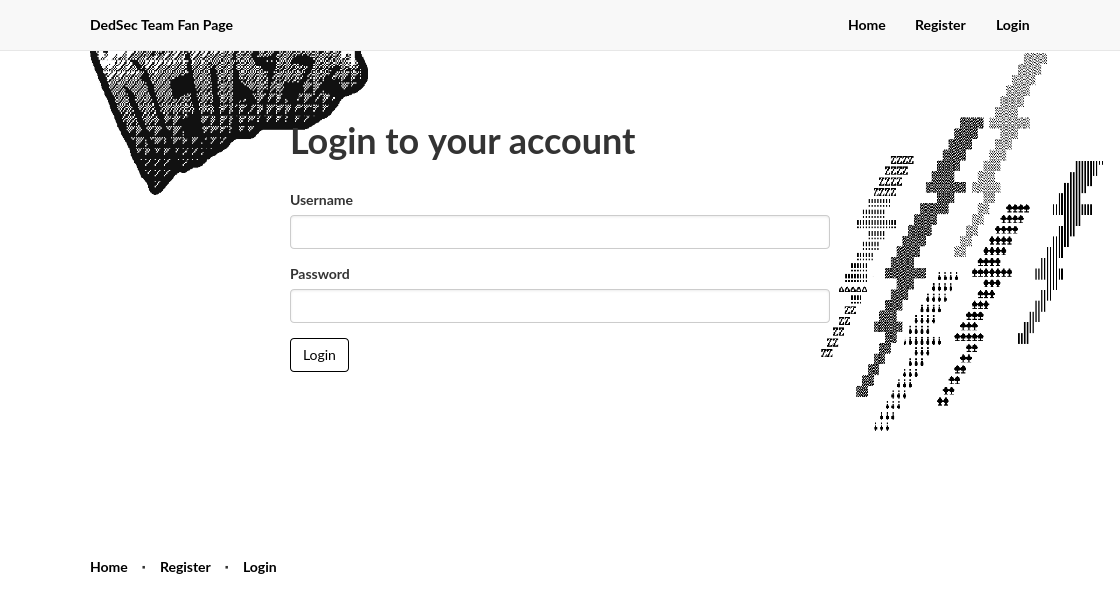 DedSec Team Fan Page
Home Register Login
Login to your account
Username
Password
Login
Home · Register · Login